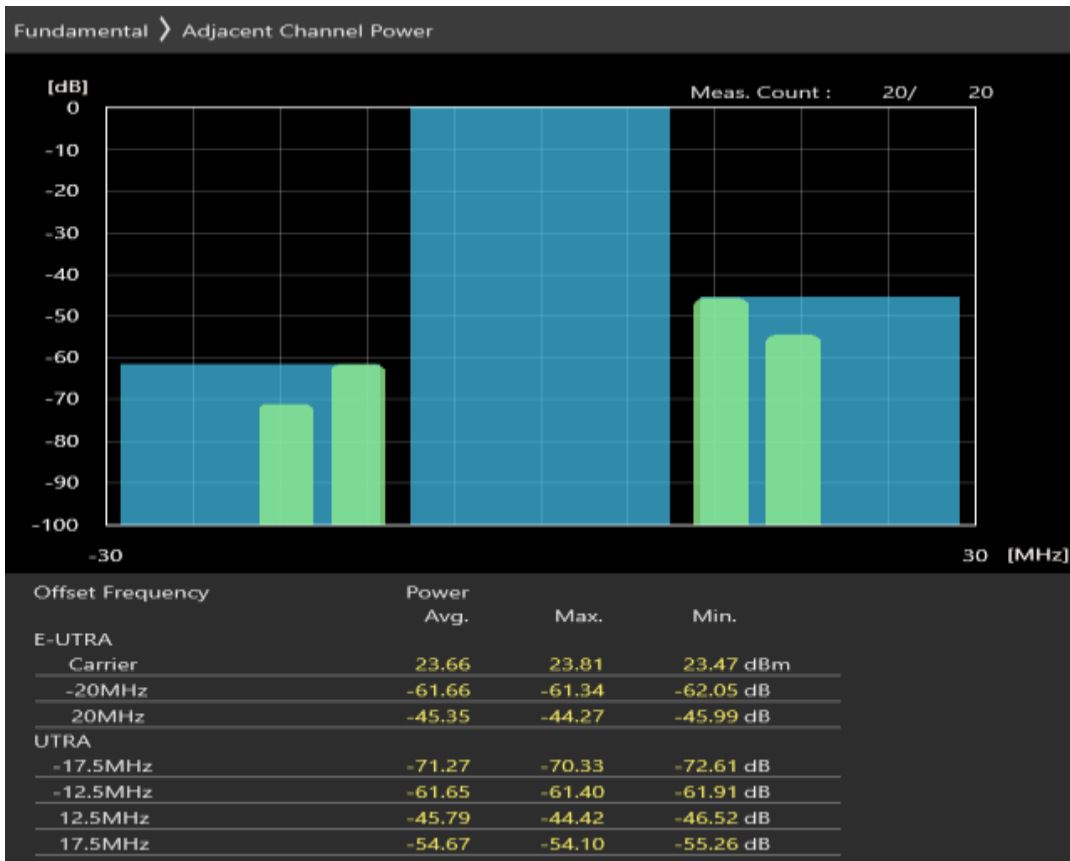 Fundamental 〉 Adjacent Channel Power
[dB]
Meas. Count : 20/ 20
0
-10
-20
-30
-40
-50
-60
-70
-80
-90
-100
-30 30 [MHz]
Offset Frequency Power
Avg. Max. Min.
E-UTRA
Carrier 23.66 23.81 23.47 dBm
-20MHz -61.66 -61.34 -62.05 dB
20MHz -45.35 -44.27 -45.99 dB
UTRA
-17.5MHz -71.27 -70.33 -72.61 dB
-12.5MHz -61.65 -61.40 -61.91 dB
12.5MHz -45.79 -44.42 -46.52 dB
17.5MHz -54.67 -54.10 -55.26 dB